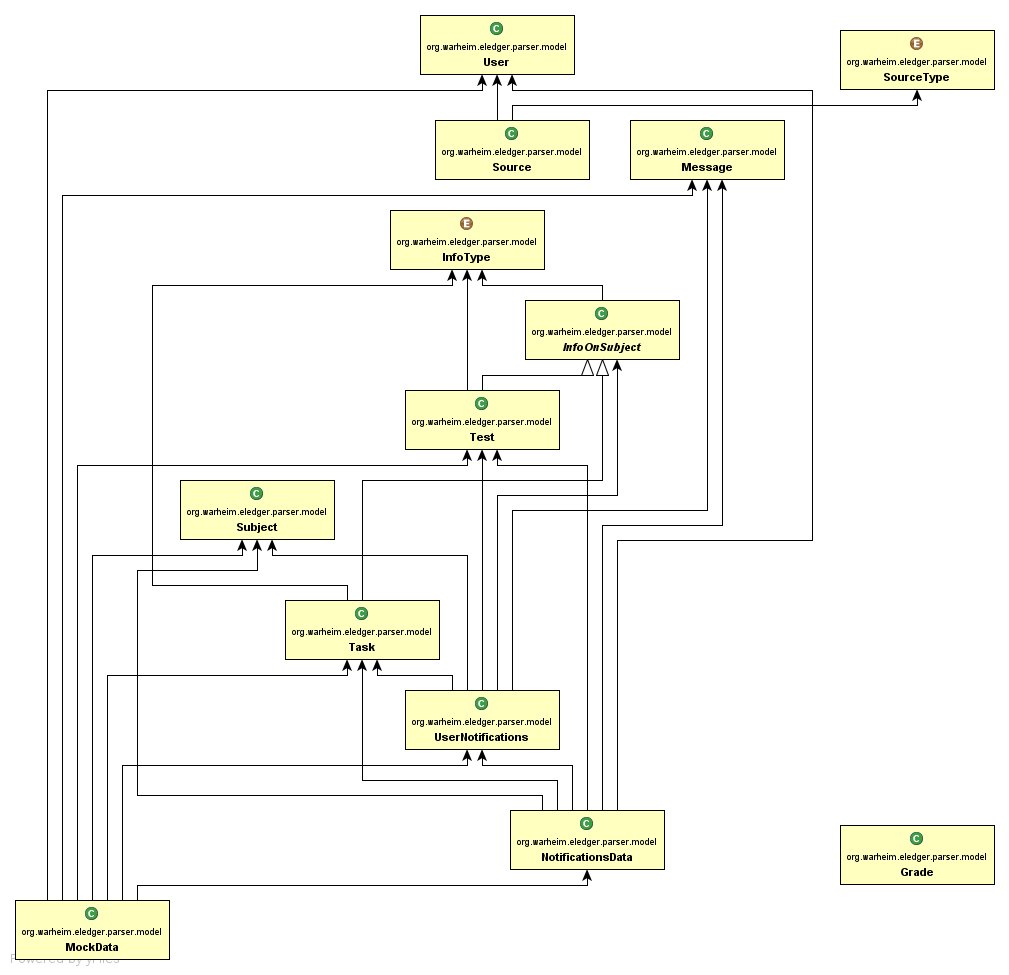 C
org.warheim.eledger.parser.model
User
E
org.warheim.eledger.parser.model
SourceType
C
org.warheim.eledger.parser.model
Source
C
org.warheim.eledger.parser.model
Message
E
org.warheim.eledger.parser.model
InfoType
C
org.warheim.eledger.parser.model
InfoOnSubject
C
org.warheim.eledger.parser.model
Test
C
org.warheim.eledger.parser.model
Subject
C
org.warheim.eledger.parser.model
Task
C
org.warheim.eledger.parser.model
UserNotifications
C
org.warheim.eledger.parser.model
NotificationsData
C
org.warheim.eledger.parser.model
Grade
C
org.warheim.eledger.parser.model
MockData
Powered by yFiles